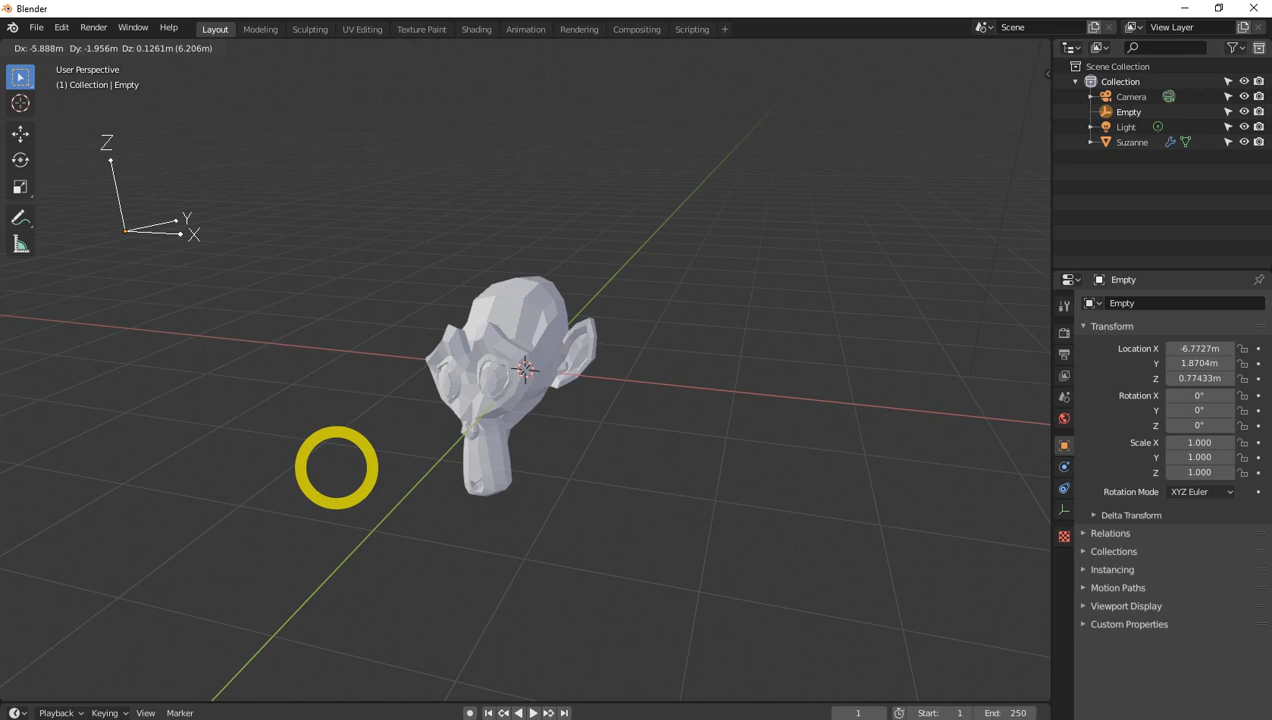 Blender
File Edit Render Window Help Layout Modeling Sculpting UV Editing Texture Paint Shading Animation Rendering Compositing Scripting + Scene View Layer
Dx: -5.888m Dy: -1.956m Dz: 0.1261m (6.206m)
User Perspective
(1) Collection | Empty
Z
Y
X
Scene Collection
Collection
Camera
Empty
Light
Suzanne
Empty
Empty
Transform
Location X -6.7727m
Y 1.8704m
Z 0.77433m
Rotation X 0°
Y 0°
Z 0°
Scale X 1.000
Y 1.000
Z 1.000
Rotation Mode XYZ Euler
Delta Transform
Relations
Collections
Instancing
Motion Paths
Viewport Display
Custom Properties
Playback Keying View Marker 1 Start: 1 End: 250